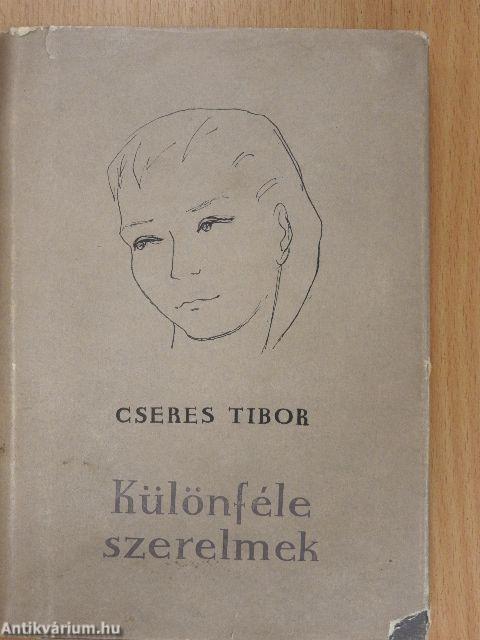 CSERES TIBOR
Különféle
szerelmek
Antikvárium.hu